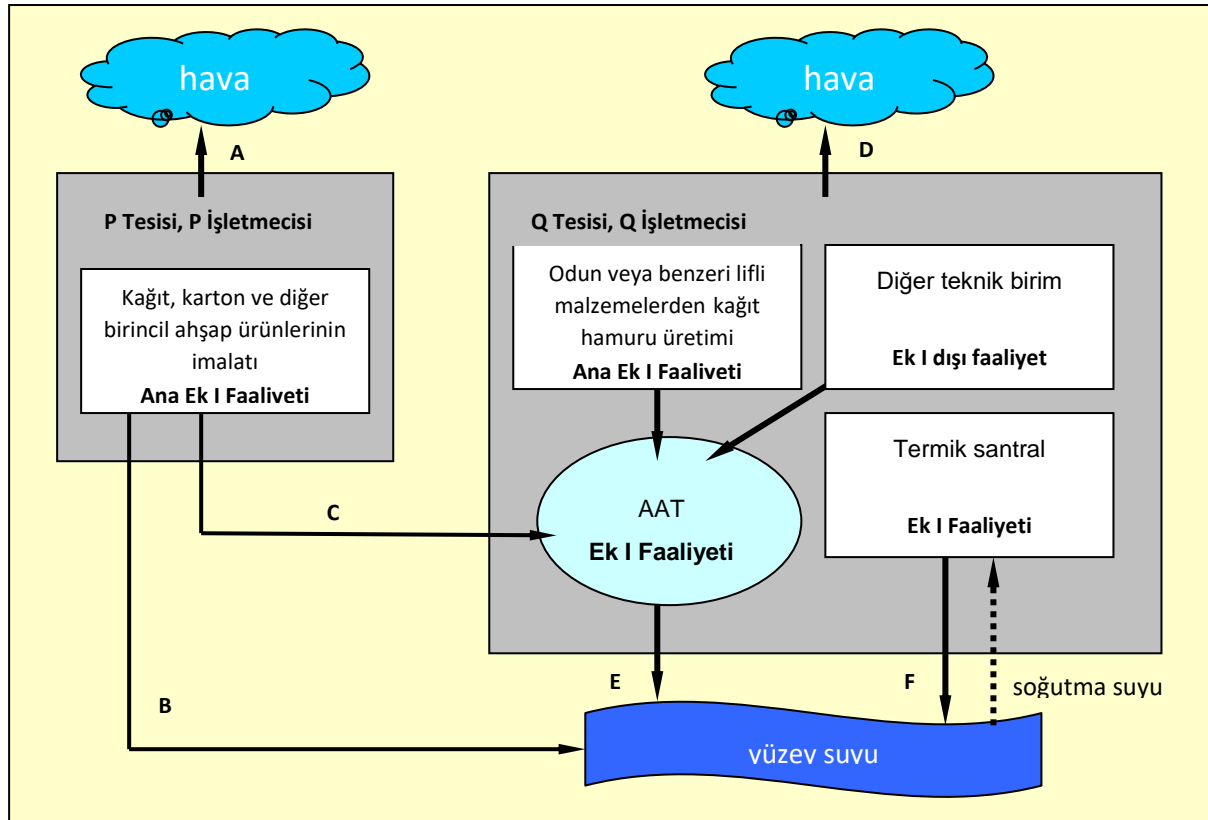 hava
hava
A
D
P Tesisi, P İşletmecisi
Kağıt, karton ve diğer
birincil ahşap ürünlerinin
imalatı
Ana Ek I Faaliveti
Q Tesisi, Q İşletmecisi
Odun veya benzeri lifli
malzemelerden kağıt
hamuru üretimi
Ana Ek I Faaliveti
Diğer teknik birim
Ek I dışı faaliyet
Termik santral
Ek I Faaliyeti
C
AAT
Ek I Faaliyeti
B
E
F
soğutma suyu
vüzev suvu